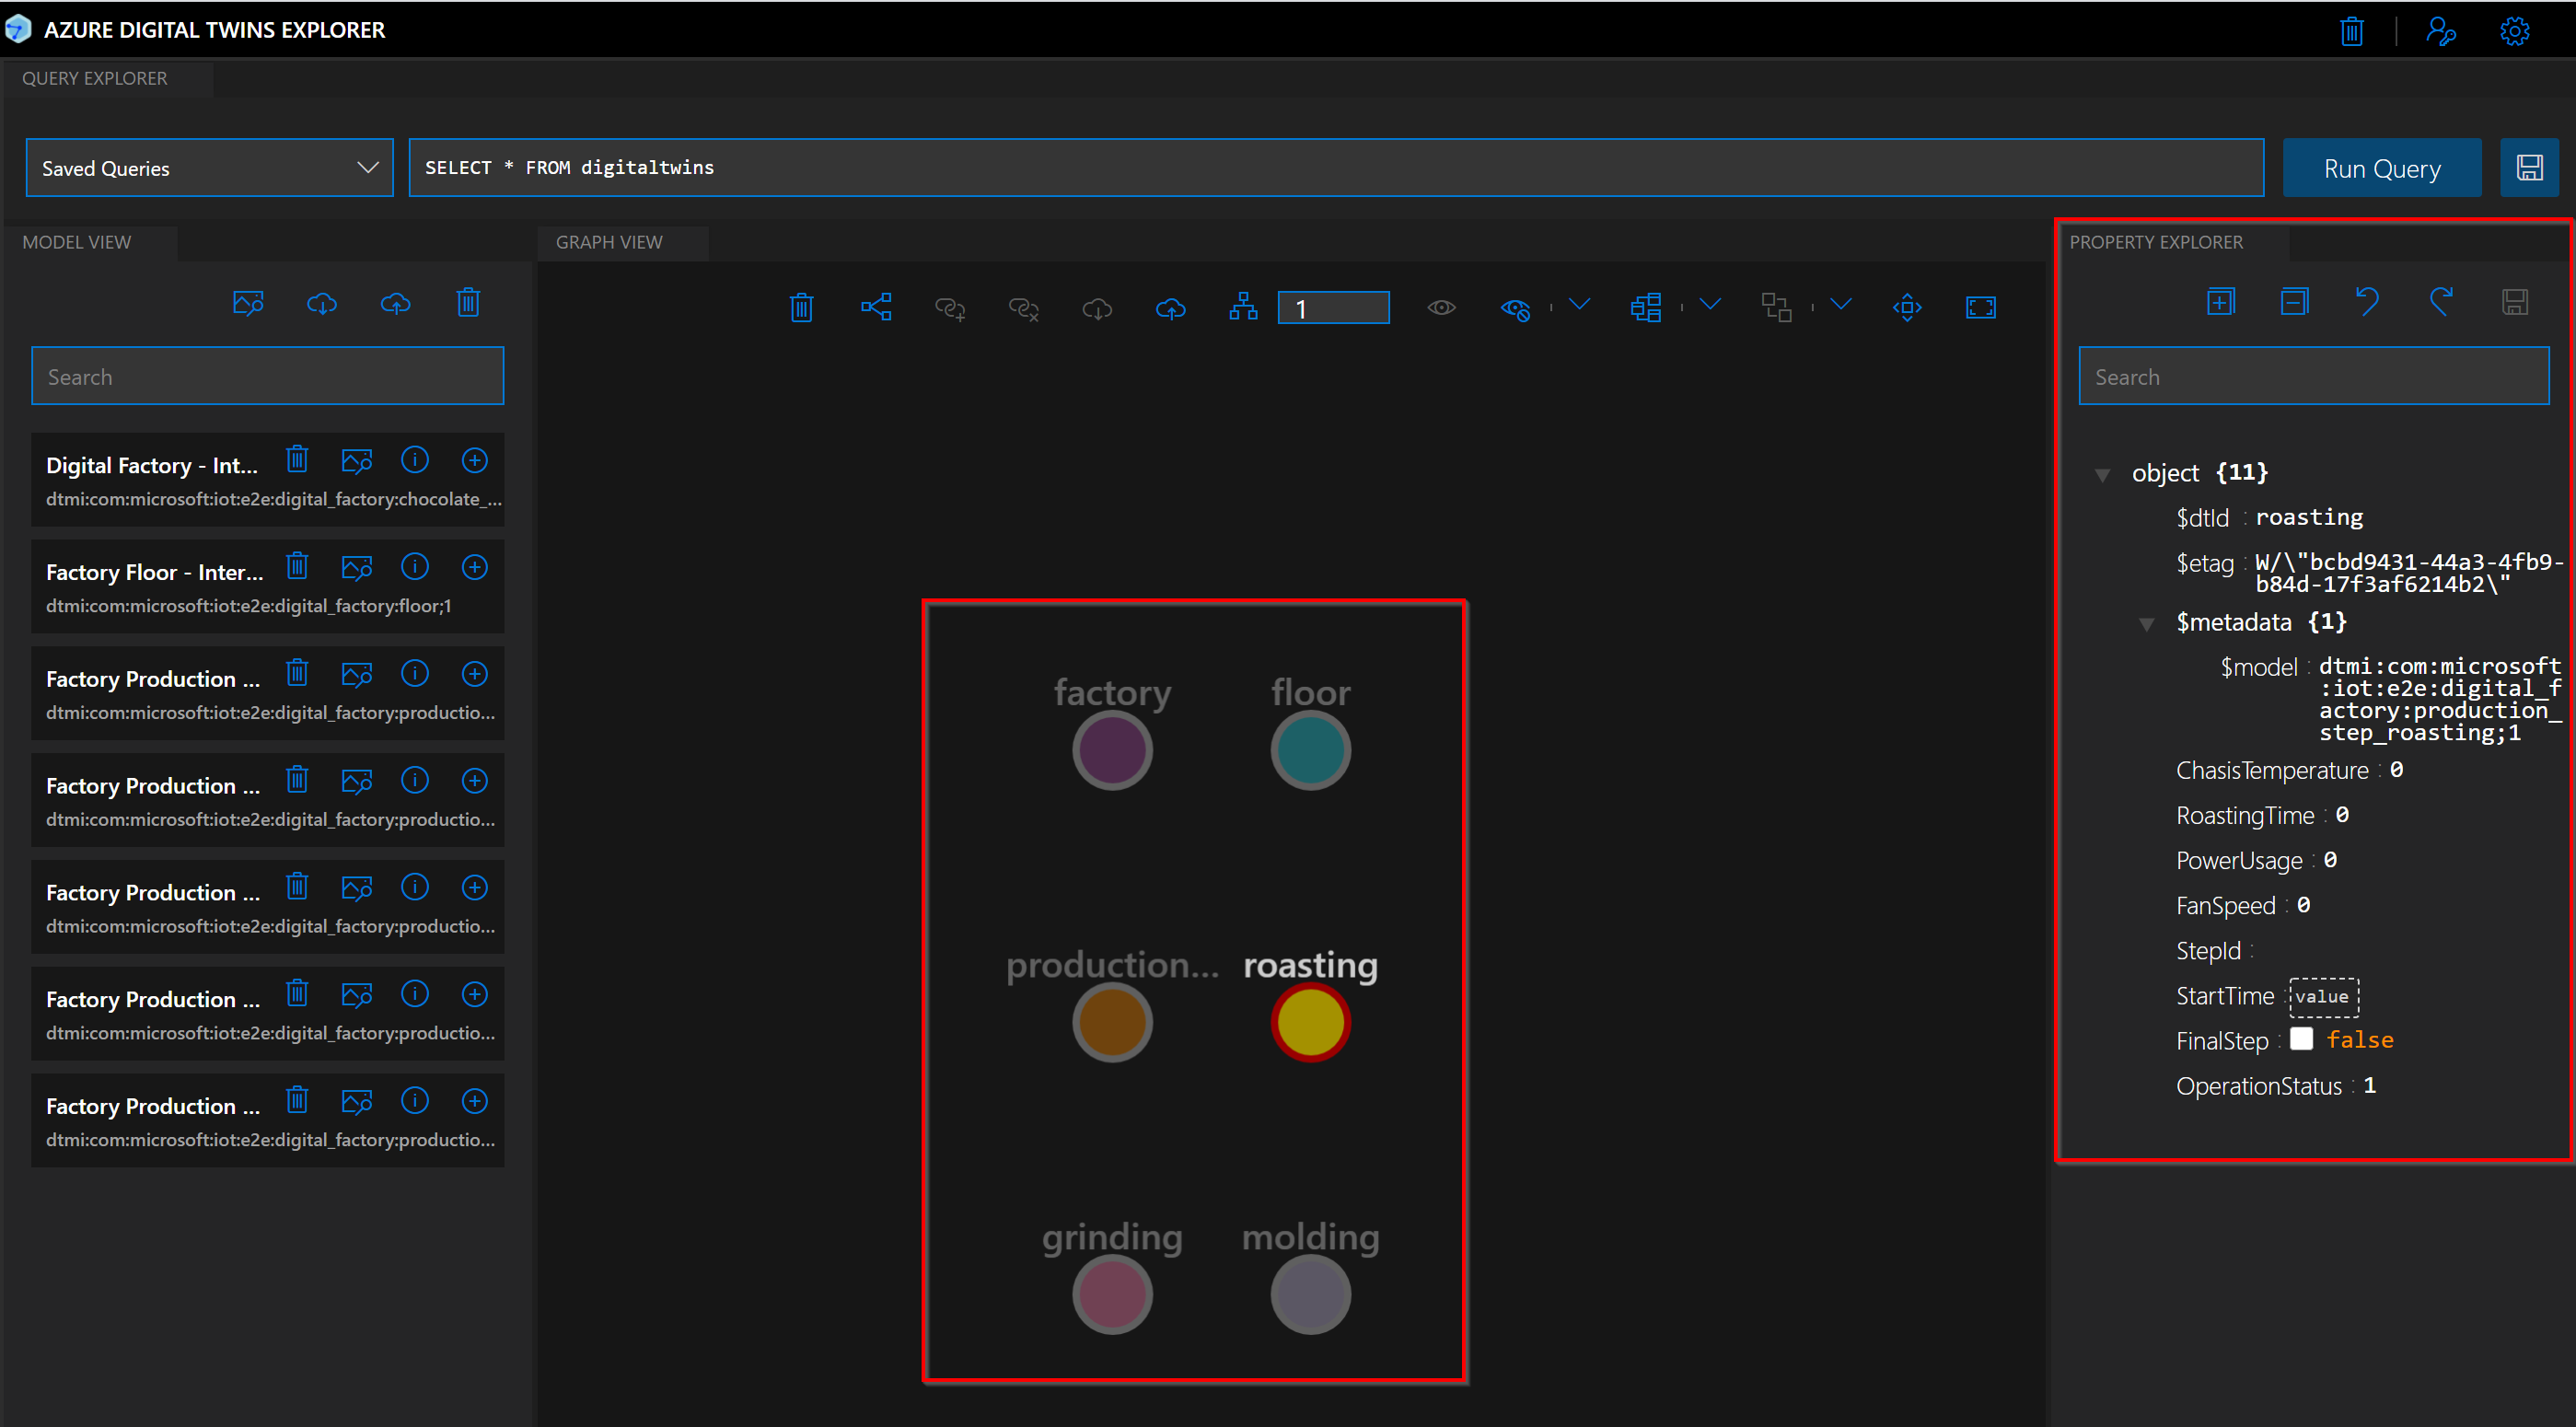 AZURE DIGITAL TWINS EXPLORER
QUERY EXPLORER
Saved Queries
SELECT * FROM digitaltwins
Run Query
MODEL VIEW
Search
Digital Factory - Int...
dtmi:com:microsoft:iot:e2e:digital_factory:chocolate_...
Factory Floor - Inter...
dtmi:com:microsoft:iot:e2e:digital_factory:floor;1
Factory Production ...
dtmi:com:microsoft:iot:e2e:digital_factory:productio...
Factory Production ...
dtmi:com:microsoft:iot:e2e:digital_factory:productio...
Factory Production ...
dtmi:com:microsoft:iot:e2e:digital_factory:productio...
Factory Production ...
dtmi:com:microsoft:iot:e2e:digital_factory:productio...
Factory Production ...
dtmi:com:microsoft:iot:e2e:digital_factory:productio...
GRAPH VIEW
1
factory floor
production... roasting
grinding molding
PROPERTY EXPLORER
Search
object {11}
$dtId : roasting
$etag : W/\"bcbd9431-44a3-4fb9-
b84d-17f3af6214b2\"
$metadata {1}
$model : dtmi:com:microsoft
:iot:e2e:digital_f
actory:production_
step_roasting;1
ChasisTemperature : 0
RoastingTime : 0
PowerUsage : 0
FanSpeed : 0
StepId :
StartTime : value
FinalStep : false
OperationStatus : 1